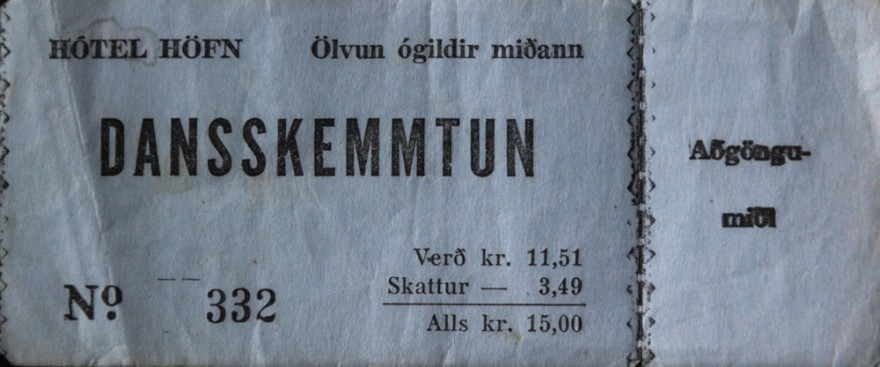 HÓTEL HÖFN
Ölvun ógildir miðann
DANSSKEMMTUN
Verð kr. 11,51
Skattur — 3,49
Alls kr. 15,00
Nº 332
Aðgöngu-
miði